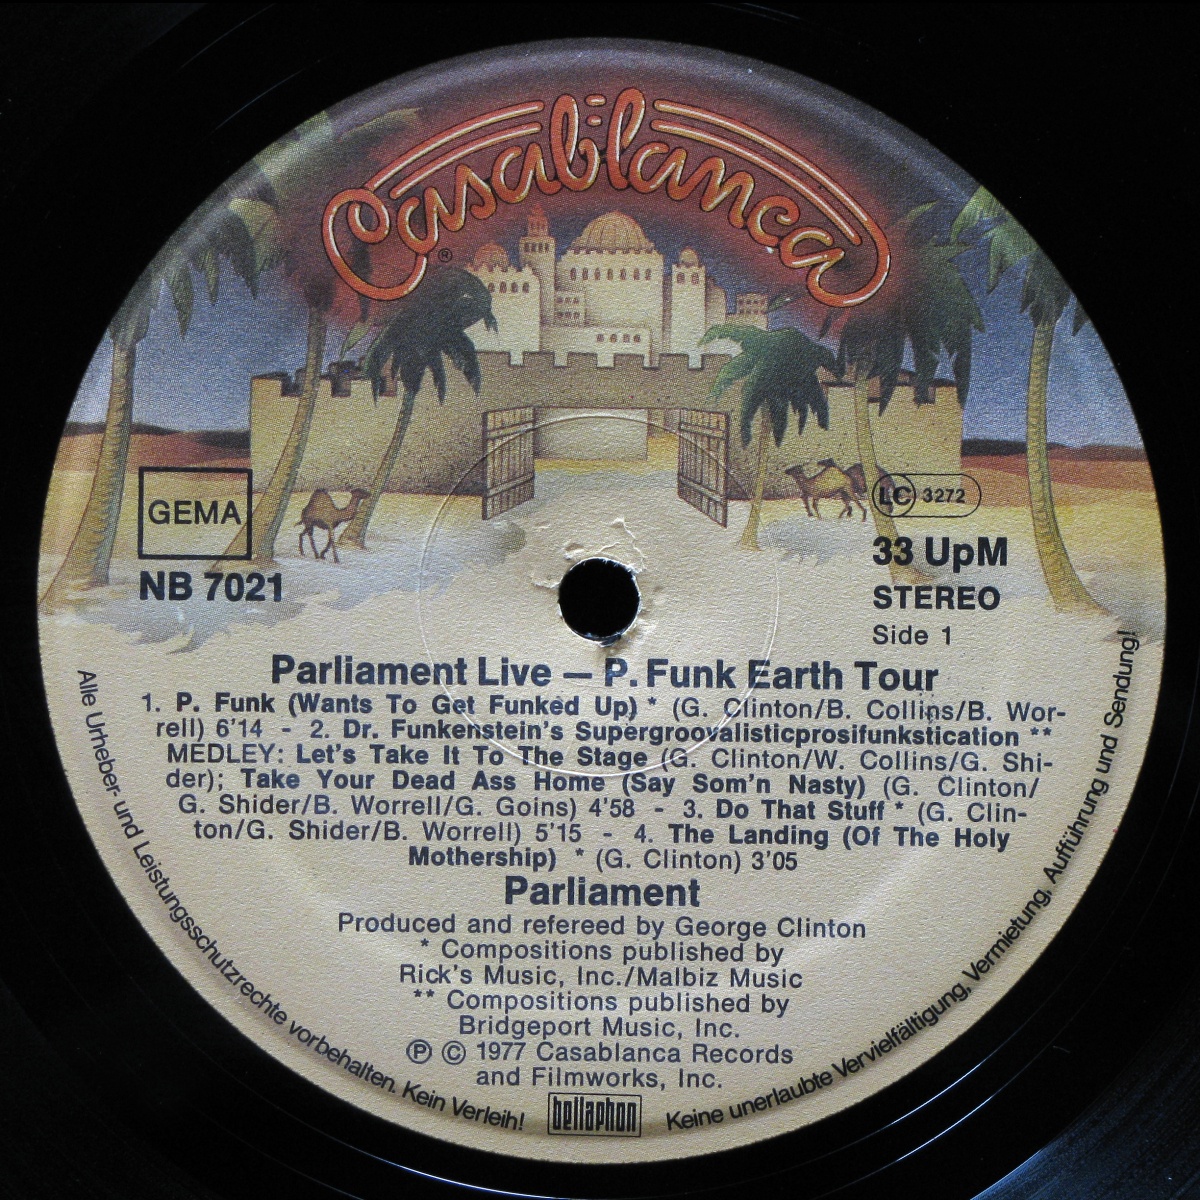 Casablanca
®
GEMA
NB 7021
LC 3272
33 UpM
STEREO
Side 1
Parliament Live — P. Funk Earth Tour
1. P. Funk (Wants To Get Funked Up) * (G. Clinton/B. Collins/B. Wor-
rell) 6'14 - 2. Dr. Funkenstein's Supergroovalisticprosifunkstication **
MEDLEY: Let's Take It To The Stage (G. Clinton/W. Collins/G. Shi-
der); Take Your Dead Ass Home (Say Som'n Nasty) (G. Clinton/
G. Shider/B. Worrell/G. Goins) 4'58 - 3. Do That Stuff * (G. Clin-
ton/G. Shider/B. Worrell) 5'15 - 4. The Landing (Of The Holy
Mothership) * (G. Clinton) 3'05
Parliament
Produced and refereed by George Clinton
* Compositions published by
Rick's Music, Inc./Malbiz Music
** Compositions published by
Bridgeport Music, Inc.
℗ © 1977 Casablanca Records
and Filmworks, Inc.
Alle Urheber- und Leistungsschutzrechte vorbehalten. Kein Verleih!
bellaphon
Keine unerlaubte Vervielfältigung, Vermietung, Aufführung und Sendung!